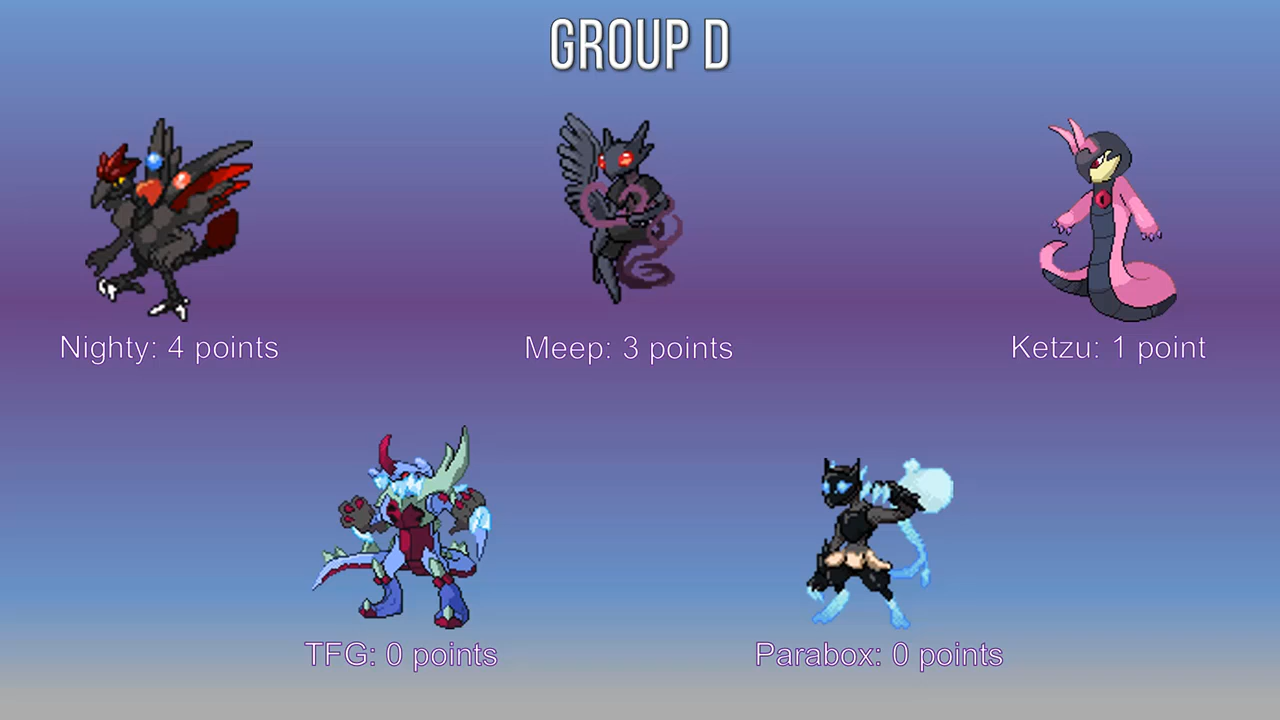 GROUP D
Nighty: 4 points
Meep: 3 points
Ketzu: 1 point
TFG: 0 points
Parabox: 0 points